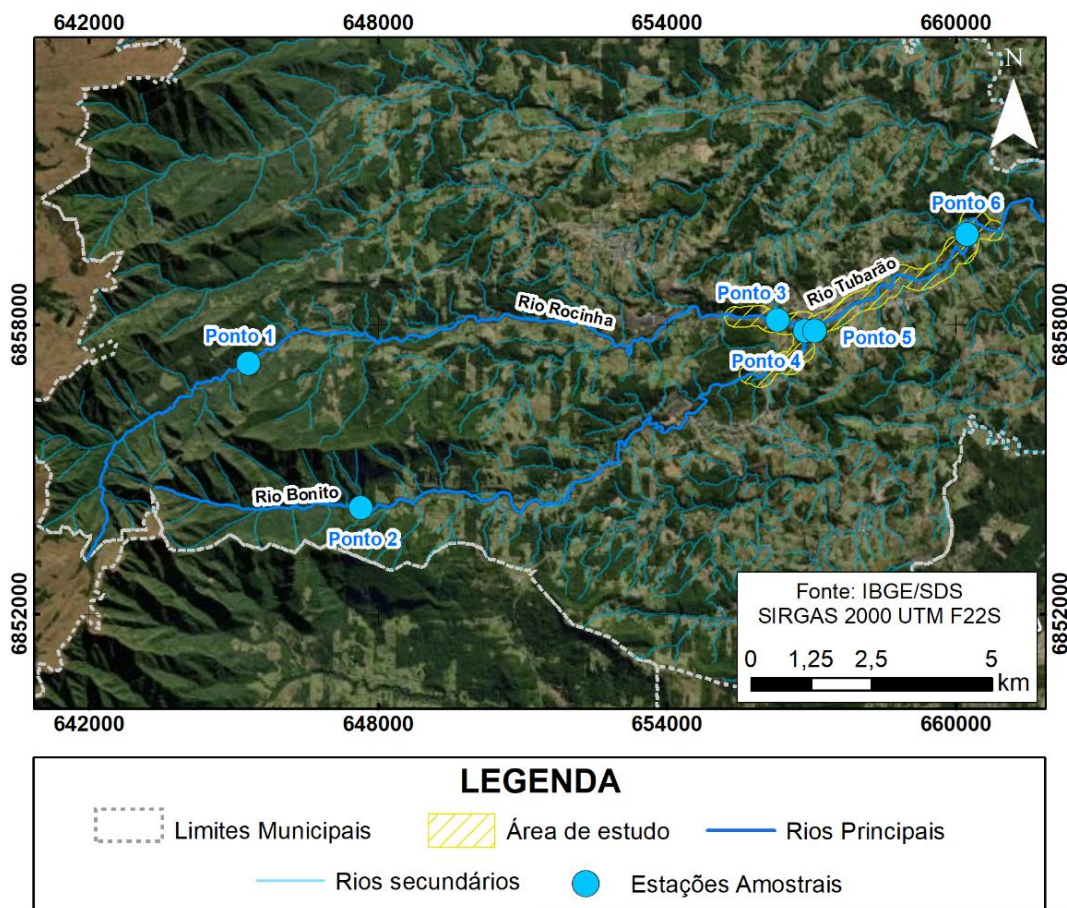 642000 648000 654000 660000
N
Ponto 6
Rio Tubarão
Ponto 3
Rio Rocinha
6858000 6858000
Ponto 1
Ponto 5
Ponto 4
Rio Bonito
Ponto 2
Fonte: IBGE/SDS
SIRGAS 2000 UTM F22S
6852000 6852000
0 1,25 2,5 5
km
642000 648000 654000 660000
LEGENDA
Limites Municipais Área de estudo Rios Principais
Rios secundários Estações Amostrais